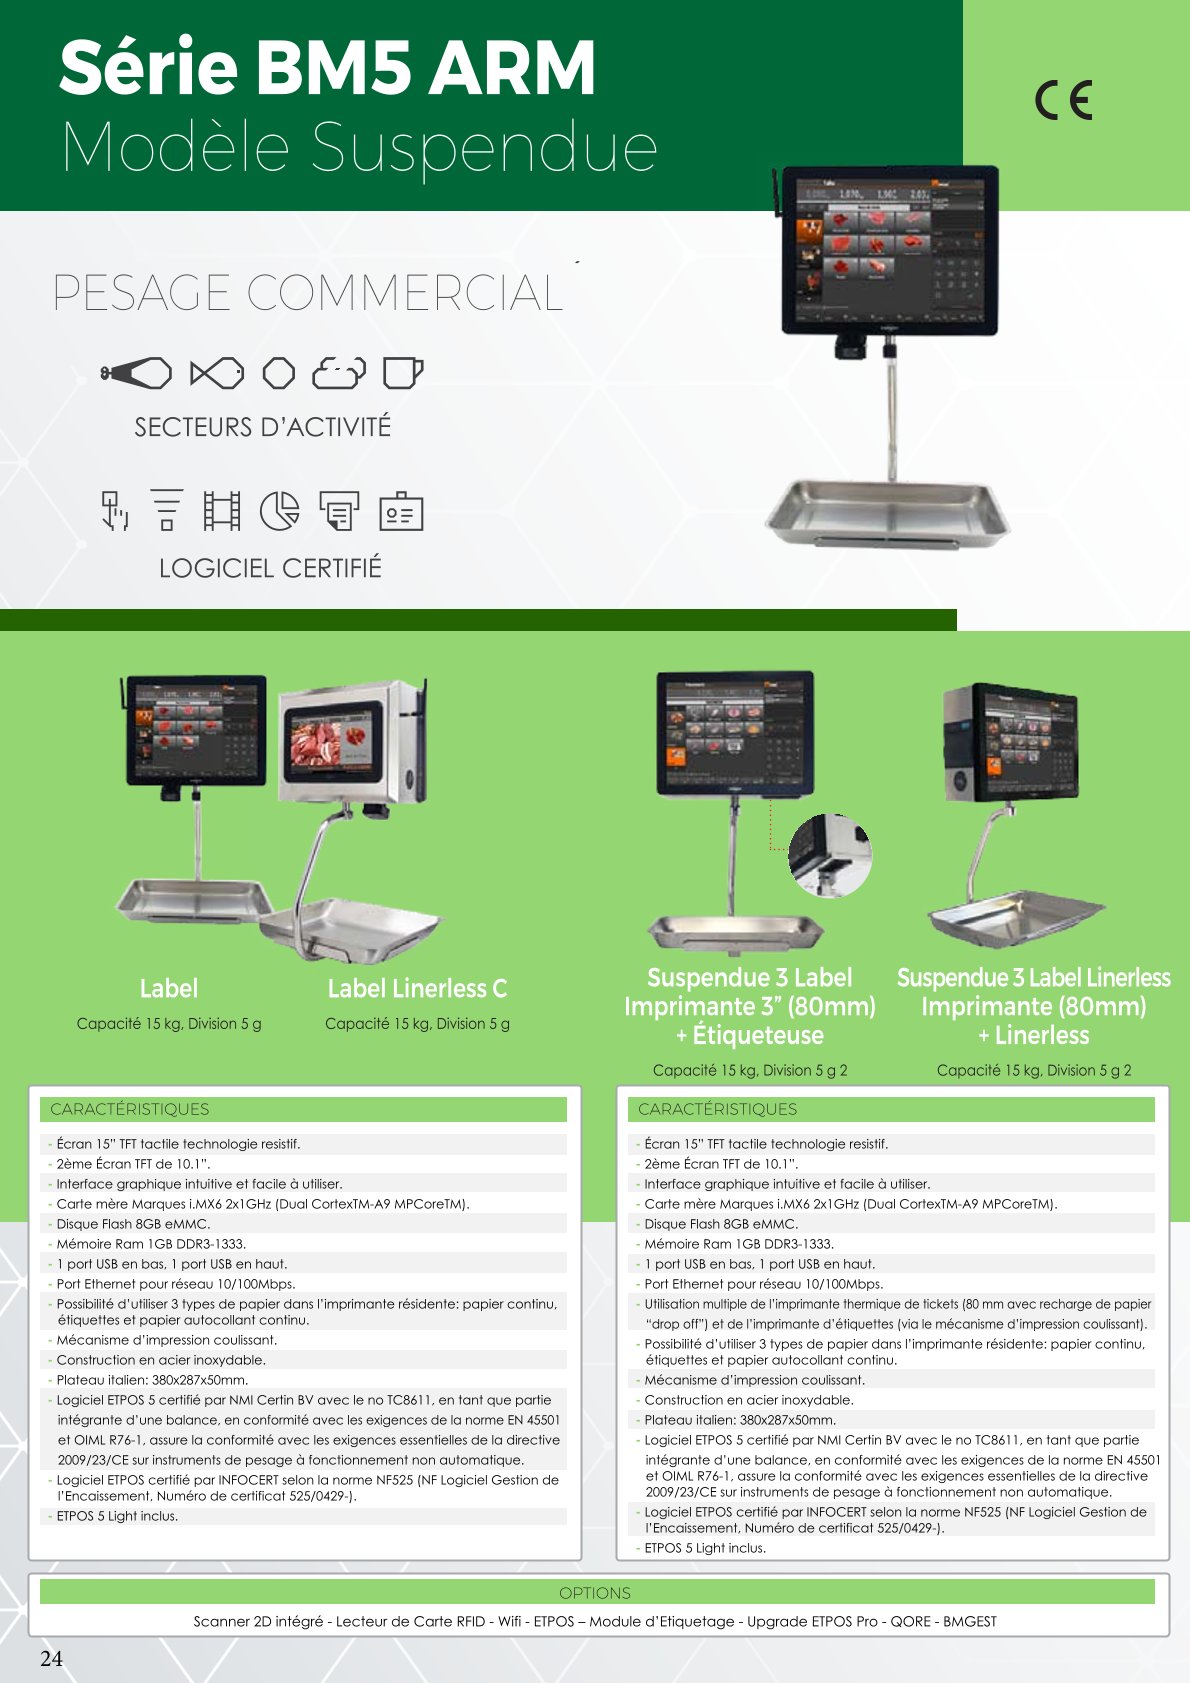 Série BM5 ARM
Modèle Suspendue
CE
PESAGE COMMERCIAL
SECTEURS D’ACTIVITÉ
LOGICIEL CERTIFIÉ
Label
Capacité 15 kg, Division 5 g
Label Linerless C
Capacité 15 kg, Division 5 g
Suspendue 3 Label
Imprimante 3” (80mm)
+ Étiqueteuse
Capacité 15 kg, Division 5 g 2
Suspendue 3 Label Linerless
Imprimante (80mm)
+ Linerless
Capacité 15 kg, Division 5 g 2
CARACTÉRISTIQUES
- Écran 15” TFT tactile technologie resistif.
- 2ème Écran TFT de 10.1”.
- Interface graphique intuitive et facile à utiliser.
- Carte mère Marques i.MX6 2x1GHz (Dual CortexTM-A9 MPCoreTM).
- Disque Flash 8GB eMMC.
- Mémoire Ram 1GB DDR3-1333.
- 1 port USB en bas, 1 port USB en haut.
- Port Ethernet pour réseau 10/100Mbps.
- Possibilité d’utiliser 3 types de papier dans l’imprimante résidente: papier continu,
étiquettes et papier autocollant continu.
- Mécanisme d’impression coulissant.
- Construction en acier inoxydable.
- Plateau italien: 380x287x50mm.
- Logiciel ETPOS 5 certifié par NMI Certin BV avec le no TC8611, en tant que partie
intégrante d’une balance, en conformité avec les exigences de la norme EN 45501
et OIML R76-1, assure la conformité avec les exigences essentielles de la directive
2009/23/CE sur instruments de pesage à fonctionnement non automatique.
- Logiciel ETPOS certifié par INFOCERT selon la norme NF525 (NF Logiciel Gestion de
l’Encaissement, Numéro de certificat 525/0429-).
- ETPOS 5 Light inclus.
CARACTÉRISTIQUES
- Écran 15” TFT tactile technologie resistif.
- 2ème Écran TFT de 10.1”.
- Interface graphique intuitive et facile à utiliser.
- Carte mère Marques i.MX6 2x1GHz (Dual CortexTM-A9 MPCoreTM).
- Disque Flash 8GB eMMC.
- Mémoire Ram 1GB DDR3-1333.
- 1 port USB en bas, 1 port USB en haut.
- Port Ethernet pour réseau 10/100Mbps.
- Utilisation multiple de l’imprimante thermique de tickets (80 mm avec recharge de papier
“drop off”) et de l’imprimante d’étiquettes (via le mécanisme d’impression coulissant).
- Possibilité d’utiliser 3 types de papier dans l’imprimante résidente: papier continu,
étiquettes et papier autocollant continu.
- Mécanisme d’impression coulissant.
- Construction en acier inoxydable.
- Plateau italien: 380x287x50mm.
- Logiciel ETPOS 5 certifié par NMI Certin BV avec le no TC8611, en tant que partie
intégrante d’une balance, en conformité avec les exigences de la norme EN 45501
et OIML R76-1, assure la conformité avec les exigences essentielles de la directive
2009/23/CE sur instruments de pesage à fonctionnement non automatique.
- Logiciel ETPOS certifié par INFOCERT selon la norme NF525 (NF Logiciel Gestion de
l’Encaissement, Numéro de certificat 525/0429-).
- ETPOS 5 Light inclus.
OPTIONS
Scanner 2D intégré - Lecteur de Carte RFID - Wifi - ETPOS – Module d’Etiquetage - Upgrade ETPOS Pro - QORE - BMGEST
24